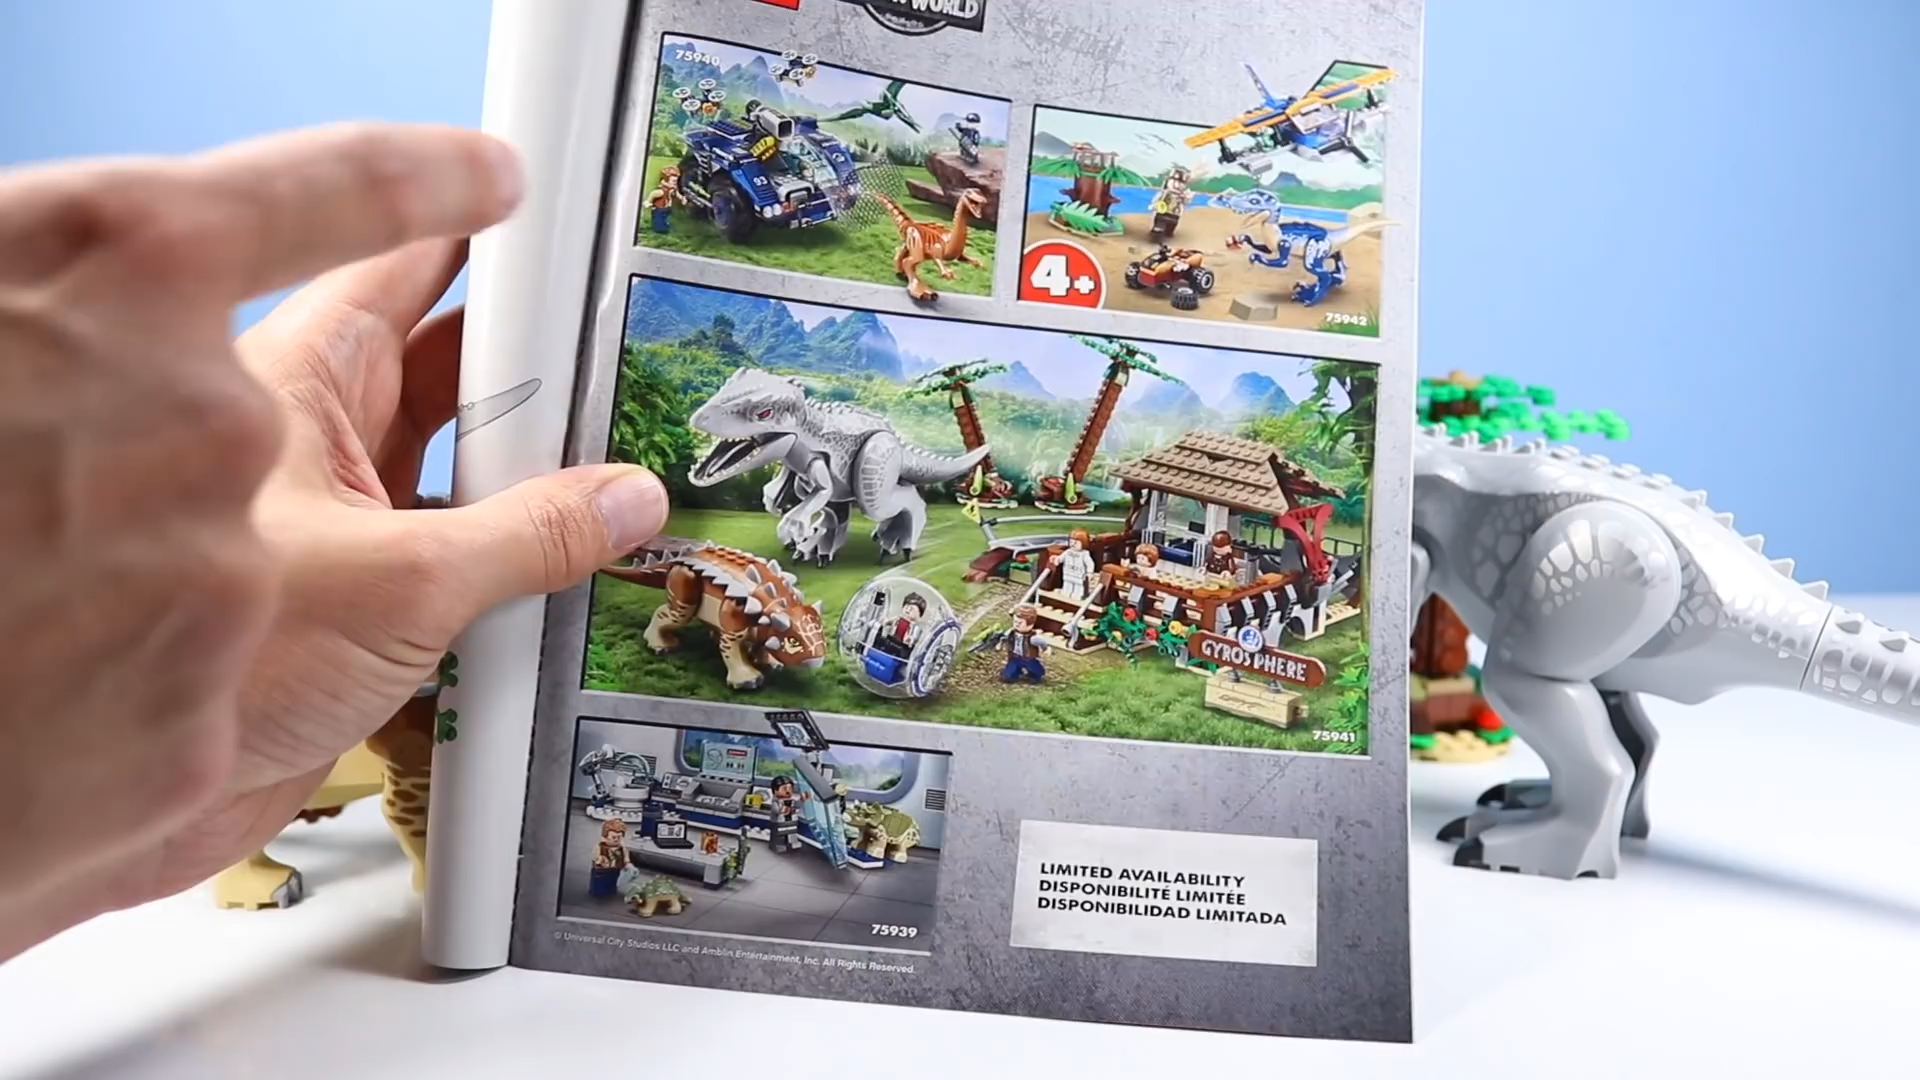 WORLD
75940
93
4+
75942
GYROSPHERE
75941
75939
LIMITED AVAILABILITY
DISPONIBILITÉ LIMITÉE
DISPONIBILIDAD LIMITADA
© Universal City Studios LLC and Amblin Entertainment, Inc. All Rights Reserved.